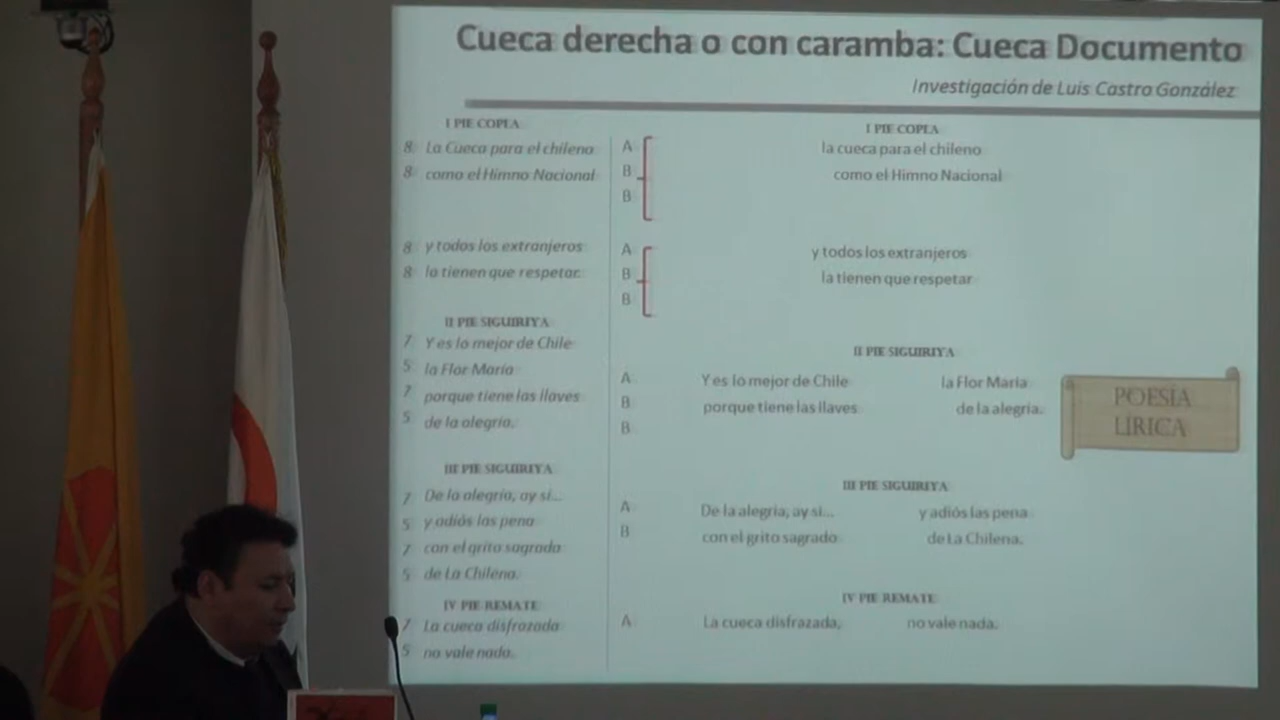 Cueca derecha o con caramba: Cueca Documento
Investigación de Luis Castro González
I PIE COPLA
8 La Cueca para el chileno A
8 como el Himno Nacional B
B
8 y todos los extranjeros A
8 la tienen que respetar. B
B
II PIE SIGUIRIYA
7 Y es lo mejor de Chile
5 la Flor María A
7 porque tiene las llaves B
5 de la alegría. B
III PIE SIGUIRIYA
7 De la alegría, ay sí... A
5 y adiós las pena B
7 con el grito sagrado
5 de La Chilena.
IV PIE REMATE
7 La cueca disfrazada A
5 no vale nada.
I PIE COPLA
la cueca para el chileno
como el Himno Nacional
y todos los extranjeros
la tienen que respetar
II PIE SIGUIRIYA
Y es lo mejor de Chile la Flor María
porque tiene las llaves de la alegría.
III PIE SIGUIRIYA
De la alegría, ay sí... y adiós las pena
con el grito sagrado de La Chilena.
IV PIE REMATE
La cueca disfrazada, no vale nada.
POESÍA
LÍRICA